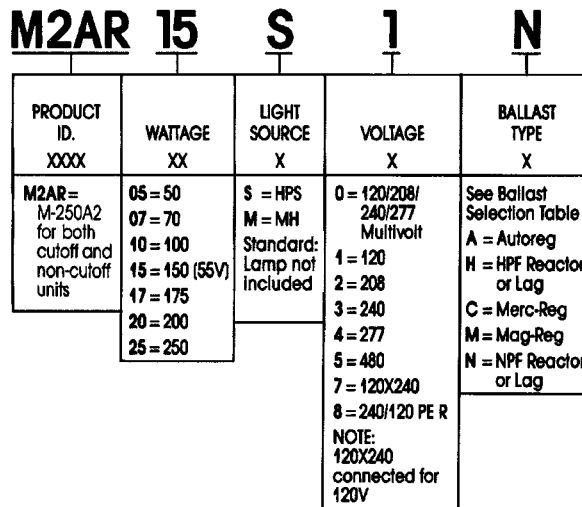 M2AR 15 S 1 N
PRODUCT
ID.
XXXX
M2AR=
M-250A2
for both
cutoff and
non-cutoff
units
WATTAGE
XX
05=50
07=70
10=100
15=150 (55V)
17=175
20=200
25=250
LIGHT
SOURCE
X
S =HPS
M=MH
Standard:
Lamp not
Included
VOLTAGE
X
0 =120/208/
240/277
Multivolt
1 =120
2 =208
3 =240
4 =277
5 =480
7 =120X240
8 =240/120 PE R
NOTE:
120X240
connected for
120V
BALLAST
TYPE
X
See Ballast
Selection Table
A = Autoreg
H = HPF Reactor
or Lag
C = Merc-Reg
M= Mag-Reg
N = NPF Reactor
or Lag